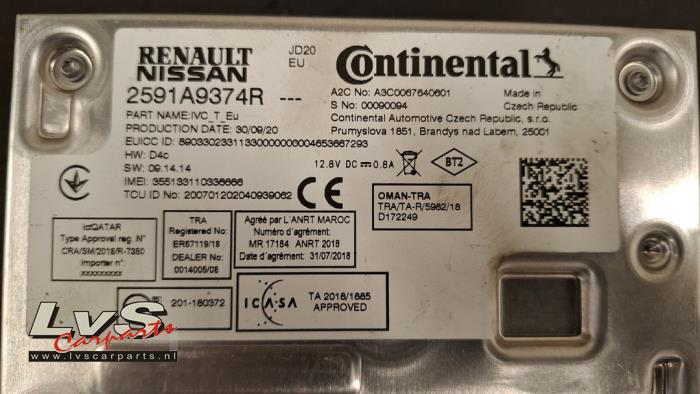 RENAULT
NISSAN
JD20
EU
Continental
2591A9374R ---
A2C No: A3C0067640601
S No: 00090094
Made in
Czech Republic
PART NAME:IVC_T_Eu
PRODUCTION DATE: 30/09/20
Continental Automotive Czech Republic, s.r.o.
Prumyslova 1851, Brandys nad Labem, 25001
EUICC ID: 89033023311330000000004653667293
HW: D4c
SW: 09.14.14
IMEI: 355133110336666
TCU ID NO: 200701202040939062
12.8V DC 0.8A
BT2
CE
OMAN-TRA
TRA/TA-R/5982/18
D172249
ictQATAR
Type Approval reg. N°
CRA/SM/2018/R-7350
Importer n°:
xxxxxxxxx
TRA
REGISTERED No:
ER67119/18
DEALER No:
0014005/08
Agréé par L'ANRT MAROC
Numéro d'agrément:
MR 17184 ANRT 2018
Date d'agrément: 31/07/2018
201-180372
ICASA
TA 2018/1885
APPROVED
LvS
Carparts
www.lvscarparts.nl